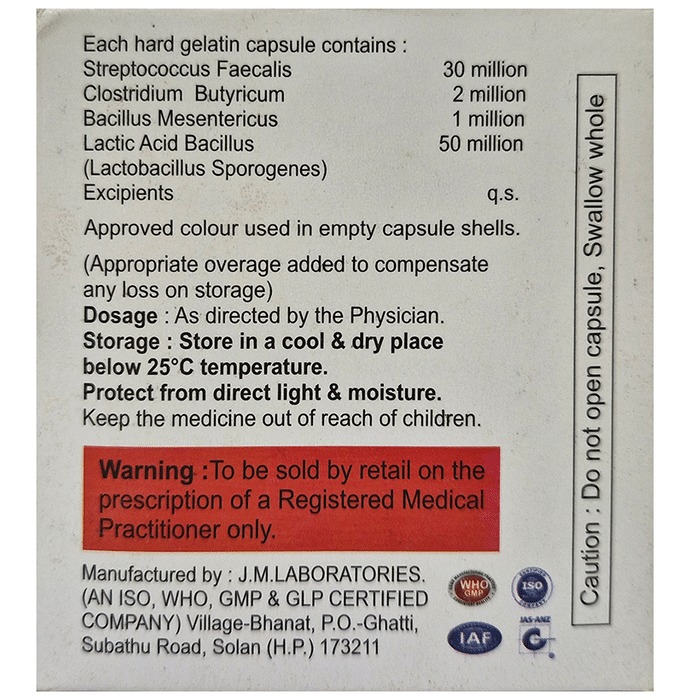 Each hard gelatin capsule contains :
Streptococcus Faecalis 30 million
Clostridium Butyricum 2 million
Bacillus Mesentericus 1 million
Lactic Acid Bacillus 50 million
(Lactobacillus Sporogenes)
Excipients q.s.
Approved colour used in empty capsule shells.
(Appropriate overage added to compensate
any loss on storage)
Dosage : As directed by the Physician.
Storage : Store in a cool & dry place
below 25°C temperature.
Protect from direct light & moisture.
Keep the medicine out of reach of children.
Warning :To be sold by retail on the
prescription of a Registered Medical
Practitioner only.
Manufactured by : J.M.LABORATORIES.
(AN ISO, WHO, GMP & GLP CERTIFIED
COMPANY) Village-Bhanat, P.O.-Ghatti,
Subathu Road, Solan (H.P.) 173211
WHO
GMP
ISO
IAF
JAS-ANZ
Caution : Do not open capsule, Swallow whole